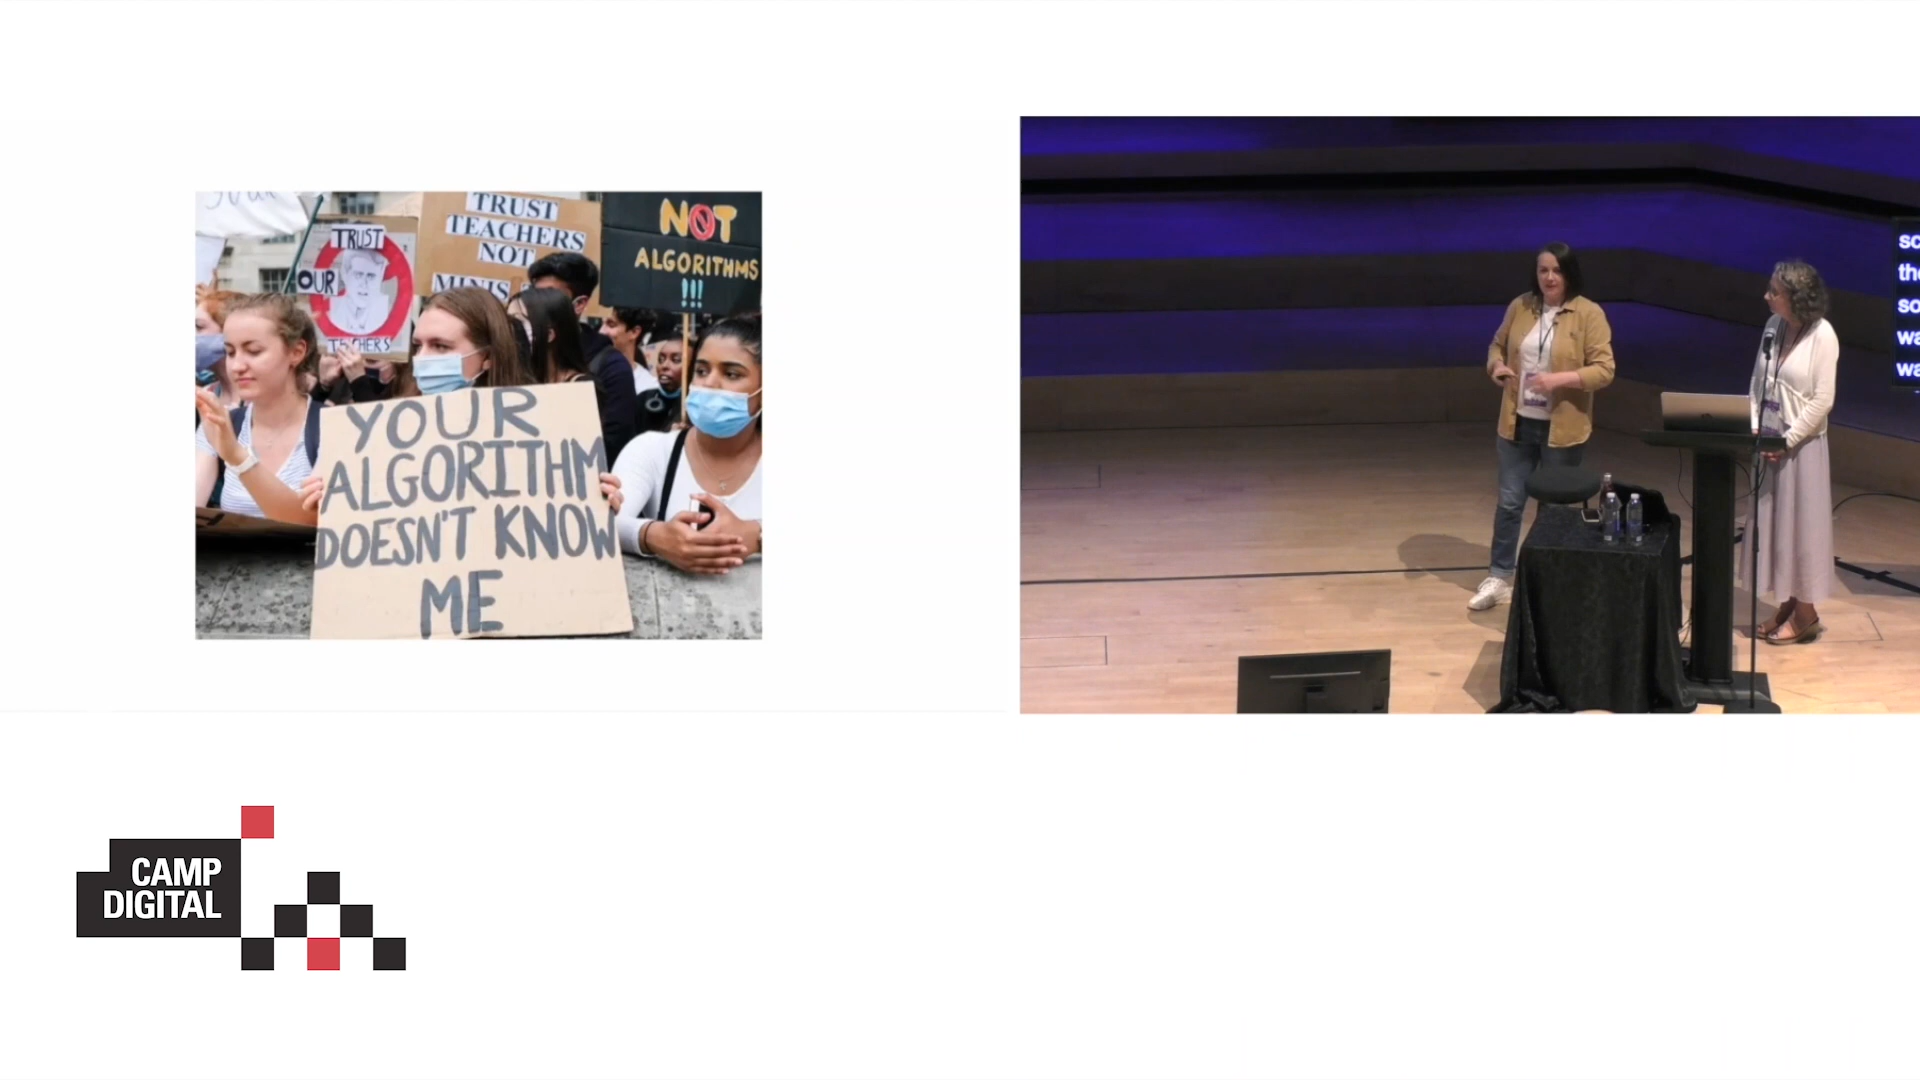 TRUST
OUR
TEACHERS
TRUST
TEACHERS
NOT
NOT
ALGORITHMS
!!!
YOUR
ALGORITHM
DOESN'T KNOW
ME
CAMP
DIGITAL